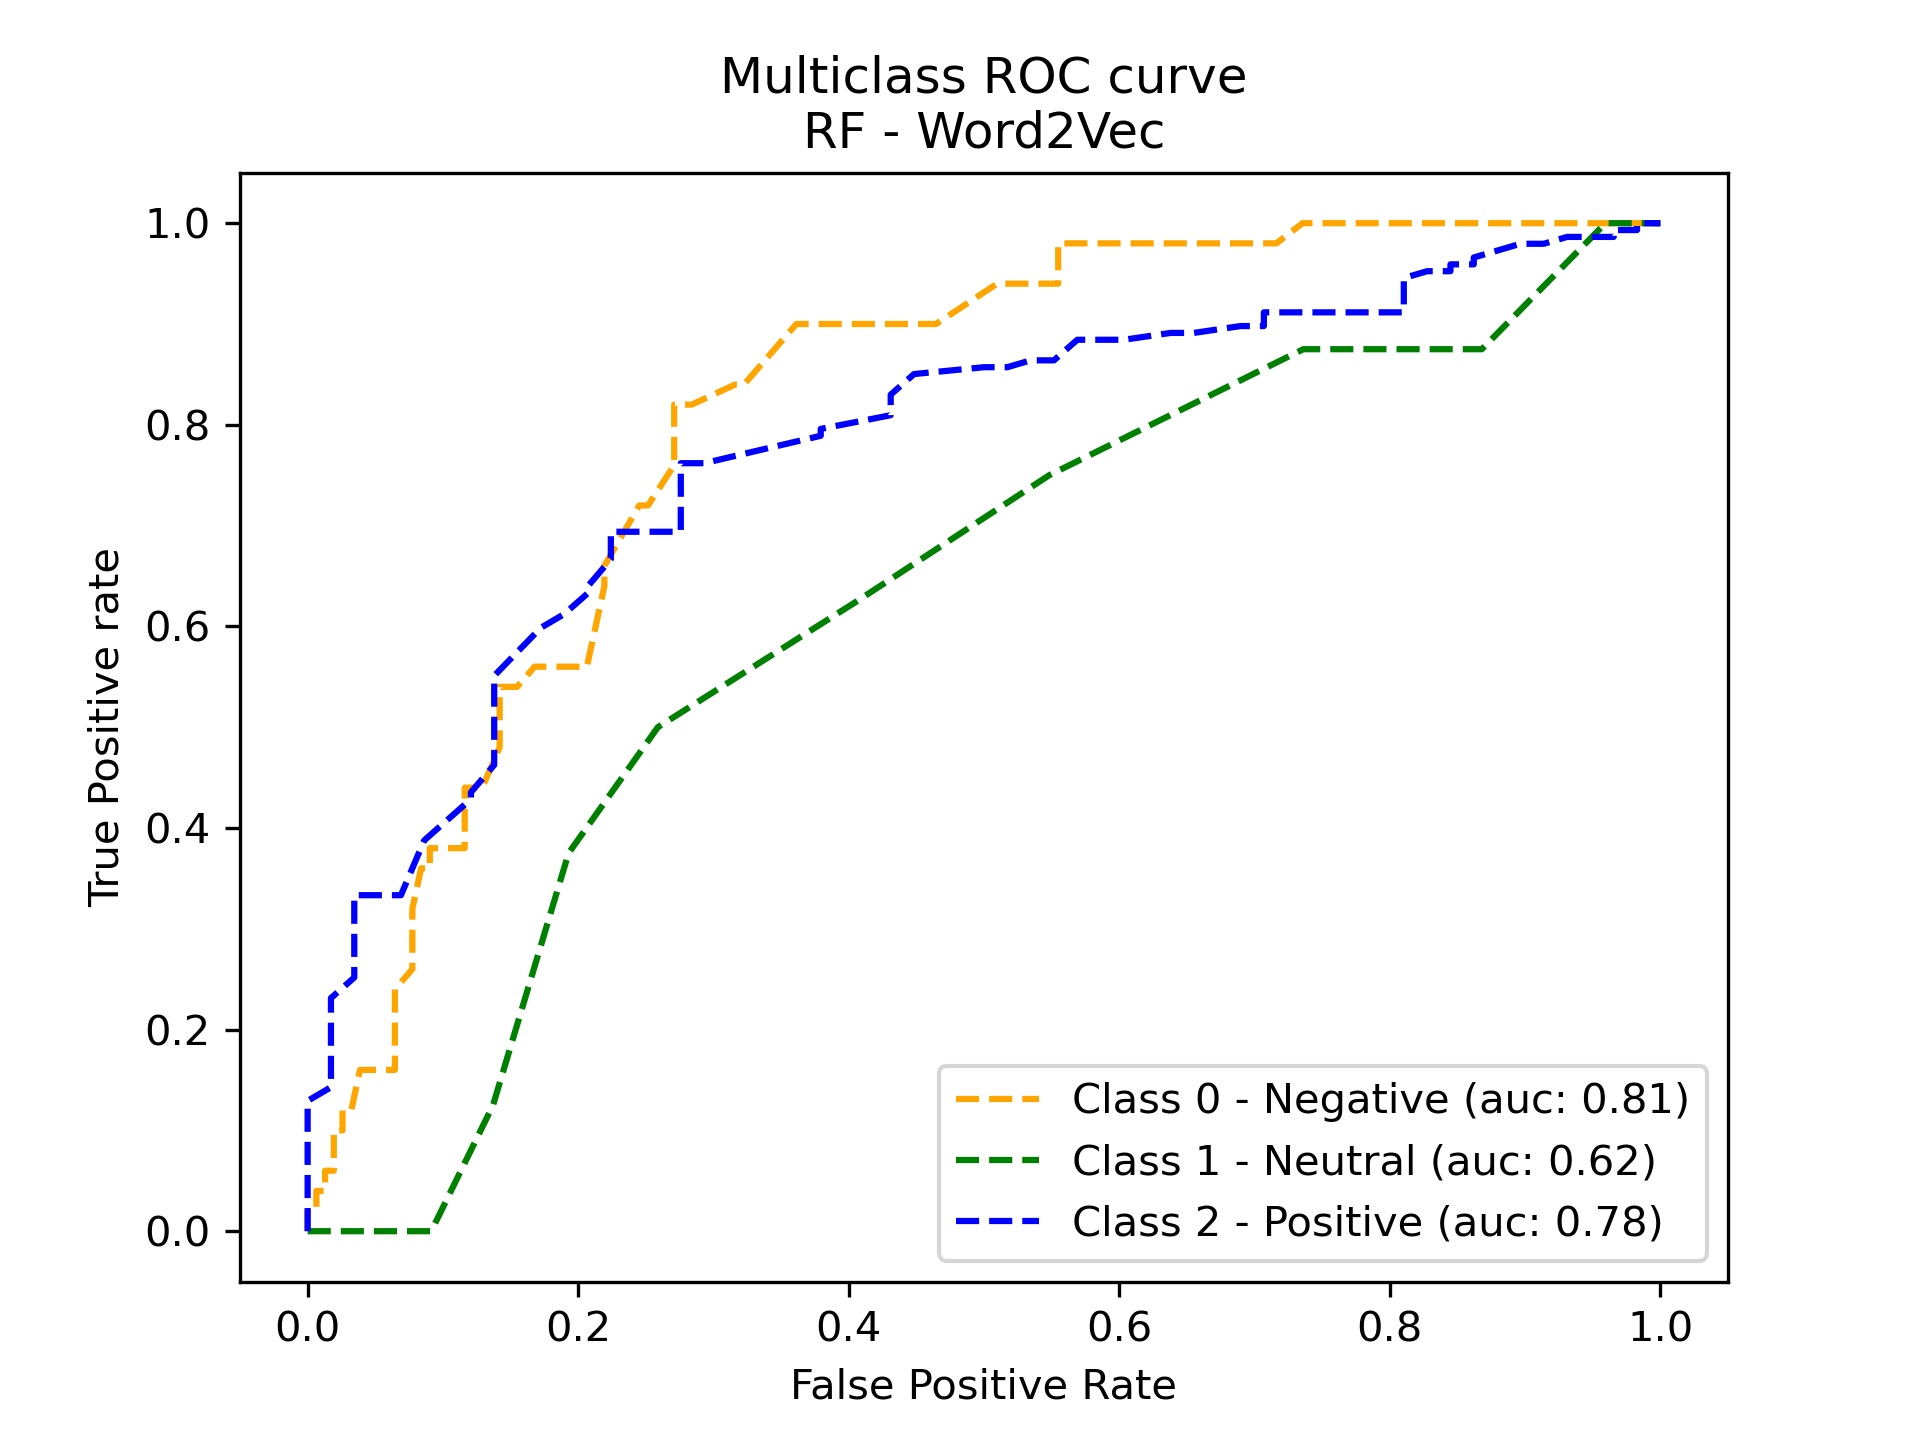 Multiclass ROC curve
RF - Word2Vec
True Positive rate
1.0
0.8
0.6
0.4
0.2
0.0
Class 0 - Negative (auc: 0.81)
Class 1 - Neutral (auc: 0.62)
Class 2 - Positive (auc: 0.78)
0.0 0.2 0.4 0.6 0.8 1.0
False Positive Rate